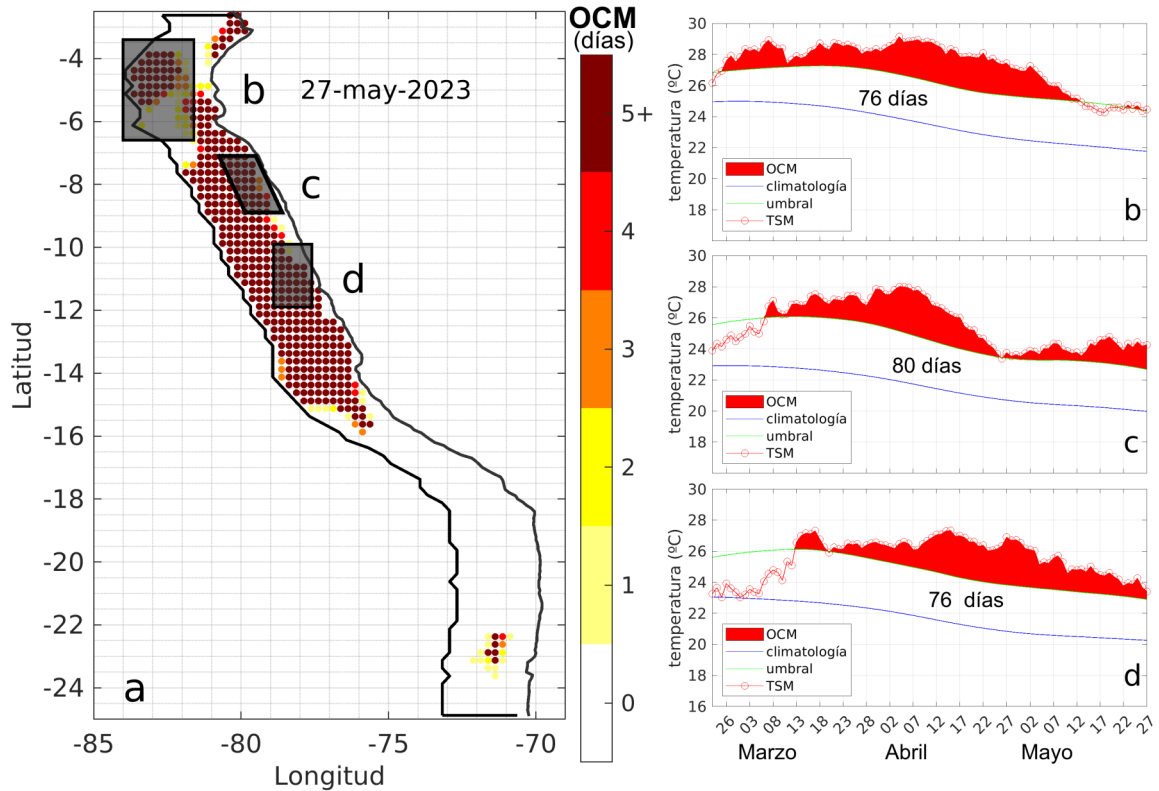 OCM
(días)
27-may-2023
b
c
d
a
-4
-6
-8
-10
-12
-14
-16
-18
-20
-22
-24
Latitud
-85
-80
-75
-70
Longitud
5+
4
3
2
1
0
30
28
26
24
22
20
18
temperatura (ºC)
76 días
OCM
climatología
umbral
TSM
b
30
28
26
24
22
20
18
16
temperatura (ºC)
80 días
OCM
climatología
umbral
TSM
c
30
28
26
24
22
20
18
16
temperatura (ºC)
76 días
OCM
climatología
umbral
TSM
d
26 03 08 13 18 23 28 02 07 12 17 22 27 02 07 12 17 22 27
Marzo Abril Mayo